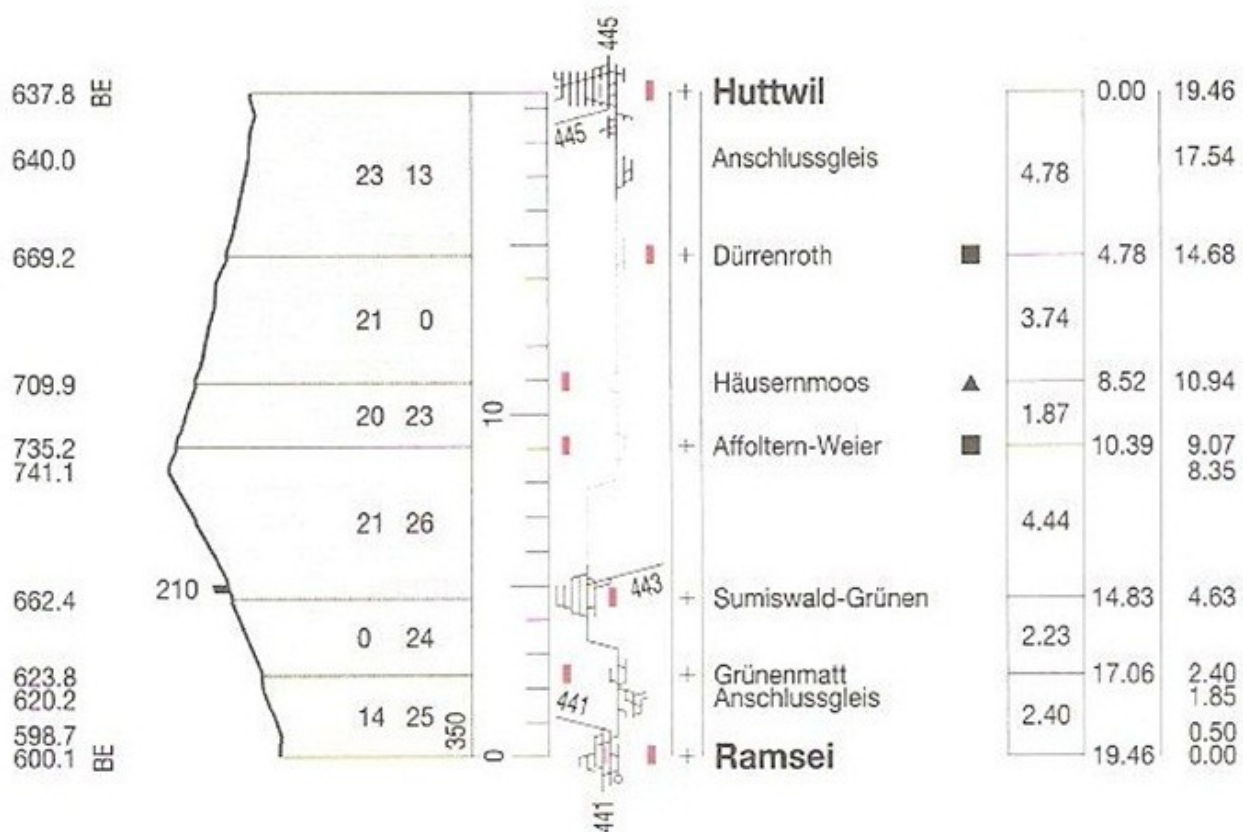 445
637.8 BE Huttwil 0.00 19.46
445
640.0 23 13 Anschlussgleis 4.78 17.54
669.2 Dürrenroth 4.78 14.68
21 0 3.74
709.9 Häusernmoos 8.52 10.94
20 23 10 1.87
735.2 Affoltern-Weier 10.39 9.07
741.1 8.35
21 26 4.44
210 443
662.4 Sumiswald-Grünen 14.83 4.63
0 24 2.23
623.8 Grünenmatt 17.06 2.40
620.2 441 Anschlussgleis 1.85
14 25 350 2.40
598.7 0.50
600.1 BE 0 Ramsei 19.46 0.00
441